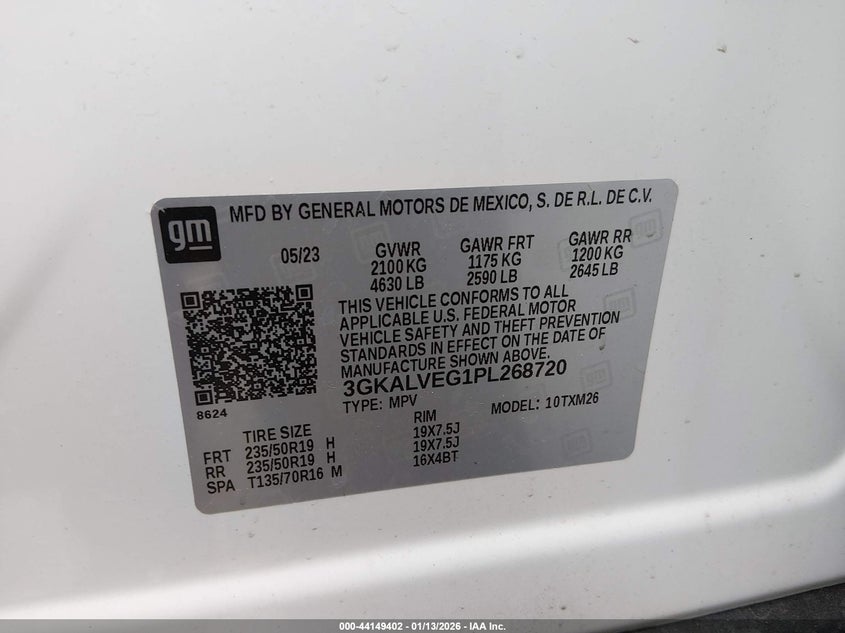 gm
MFD BY GENERAL MOTORS DE MEXICO, S. DE R.L. DE C.V.
05/23 GVWR GAWR FRT GAWR RR
2100 KG 1175 KG 1200 KG
4630 LB 2590 LB 2645 LB
THIS VEHICLE CONFORMS TO ALL
APPLICABLE U.S. FEDERAL MOTOR
VEHICLE SAFETY AND THEFT PREVENTION
STANDARDS IN EFFECT ON THE DATE OF
MANUFACTURE SHOWN ABOVE.
3GKALVEG1PL268720
8624
TYPE: MPV MODEL: 10TXM26
TIRE SIZE RIM
FRT 235/50R19 H 19X7.5J
RR 235/50R19 H 19X7.5J
SPA T135/70R16 M 16X4BT
000-44149402 - 01/13/2026 - IAA Inc.